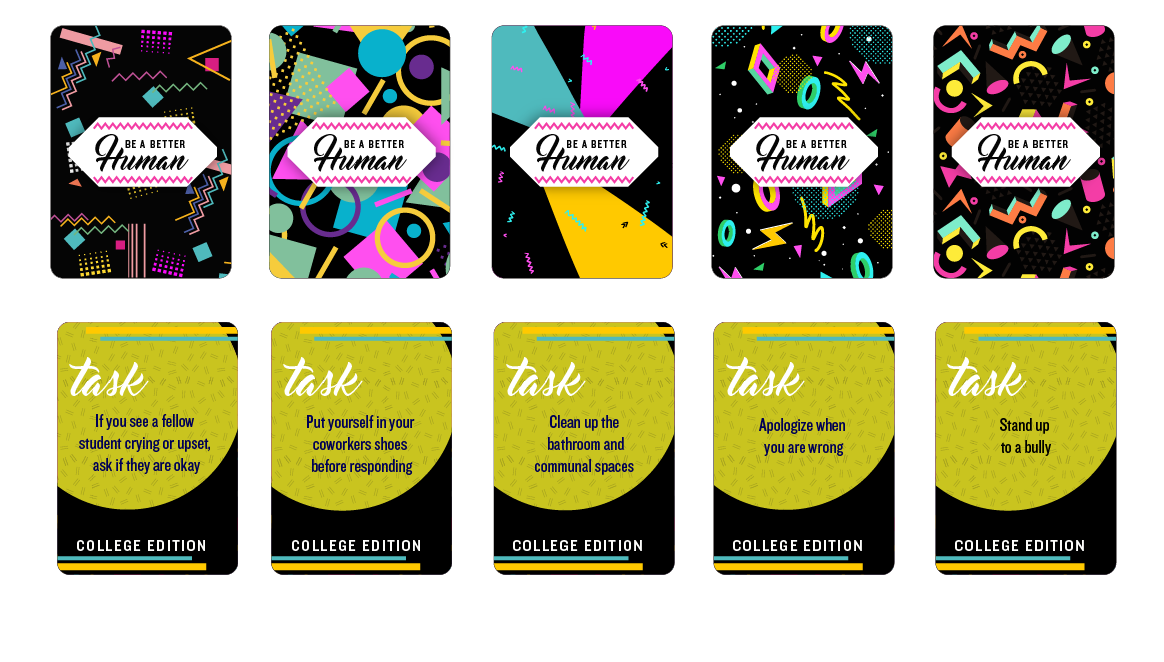 BE A BETTER
Human
BE A BETTER
Human
BE A BETTER
Human
BE A BETTER
Human
BE A BETTER
Human
task
If you see a fellow
student crying or upset,
ask if they are okay
COLLEGE EDITION
task
Put yourself in your
coworkers shoes
before responding
COLLEGE EDITION
task
Clean up the
bathroom and
communal spaces
COLLEGE EDITION
task
Apologize when
you are wrong
COLLEGE EDITION
task
Stand up
to a bully
COLLEGE EDITION